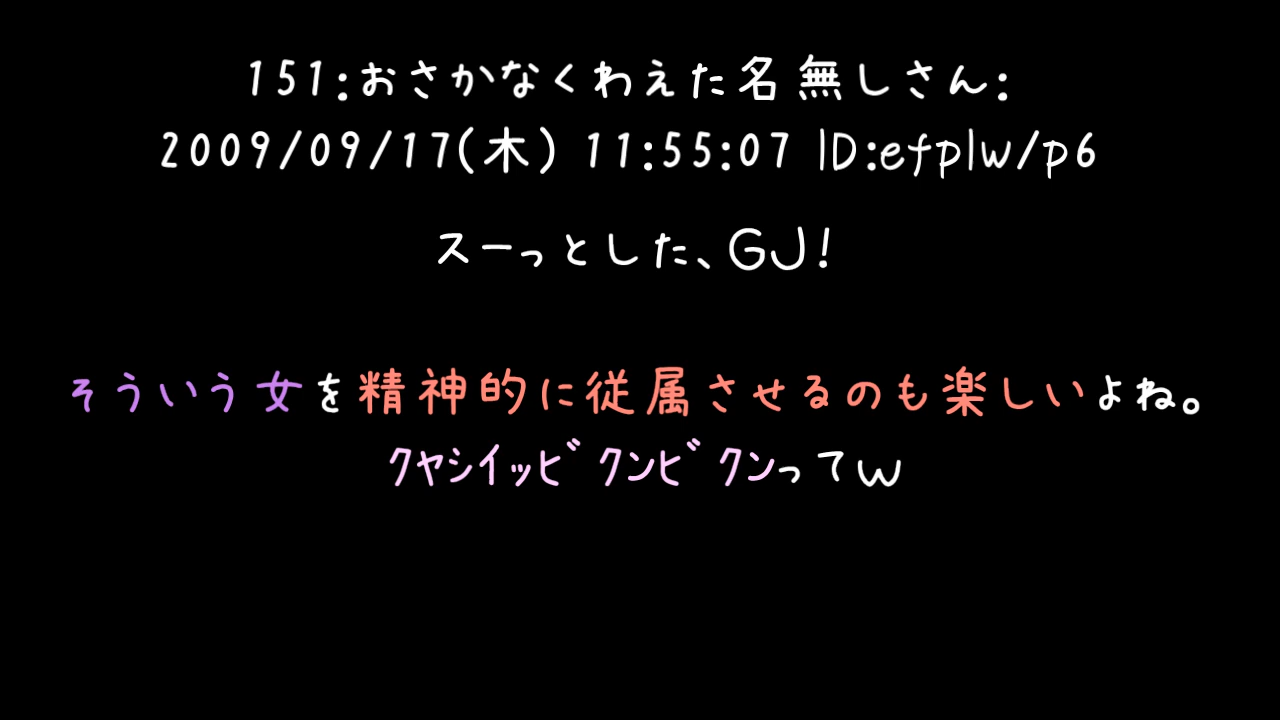 151:おさかなくわえた名無しさん:
2009/09/17(木) 11:55:07 ID:efplw/p6
スーっとした、GJ!
そういう女を精神的に従属させるのも楽しいよね。
ｸﾔｼｲｯﾋﾞｸﾝﾋﾞｸﾝってw